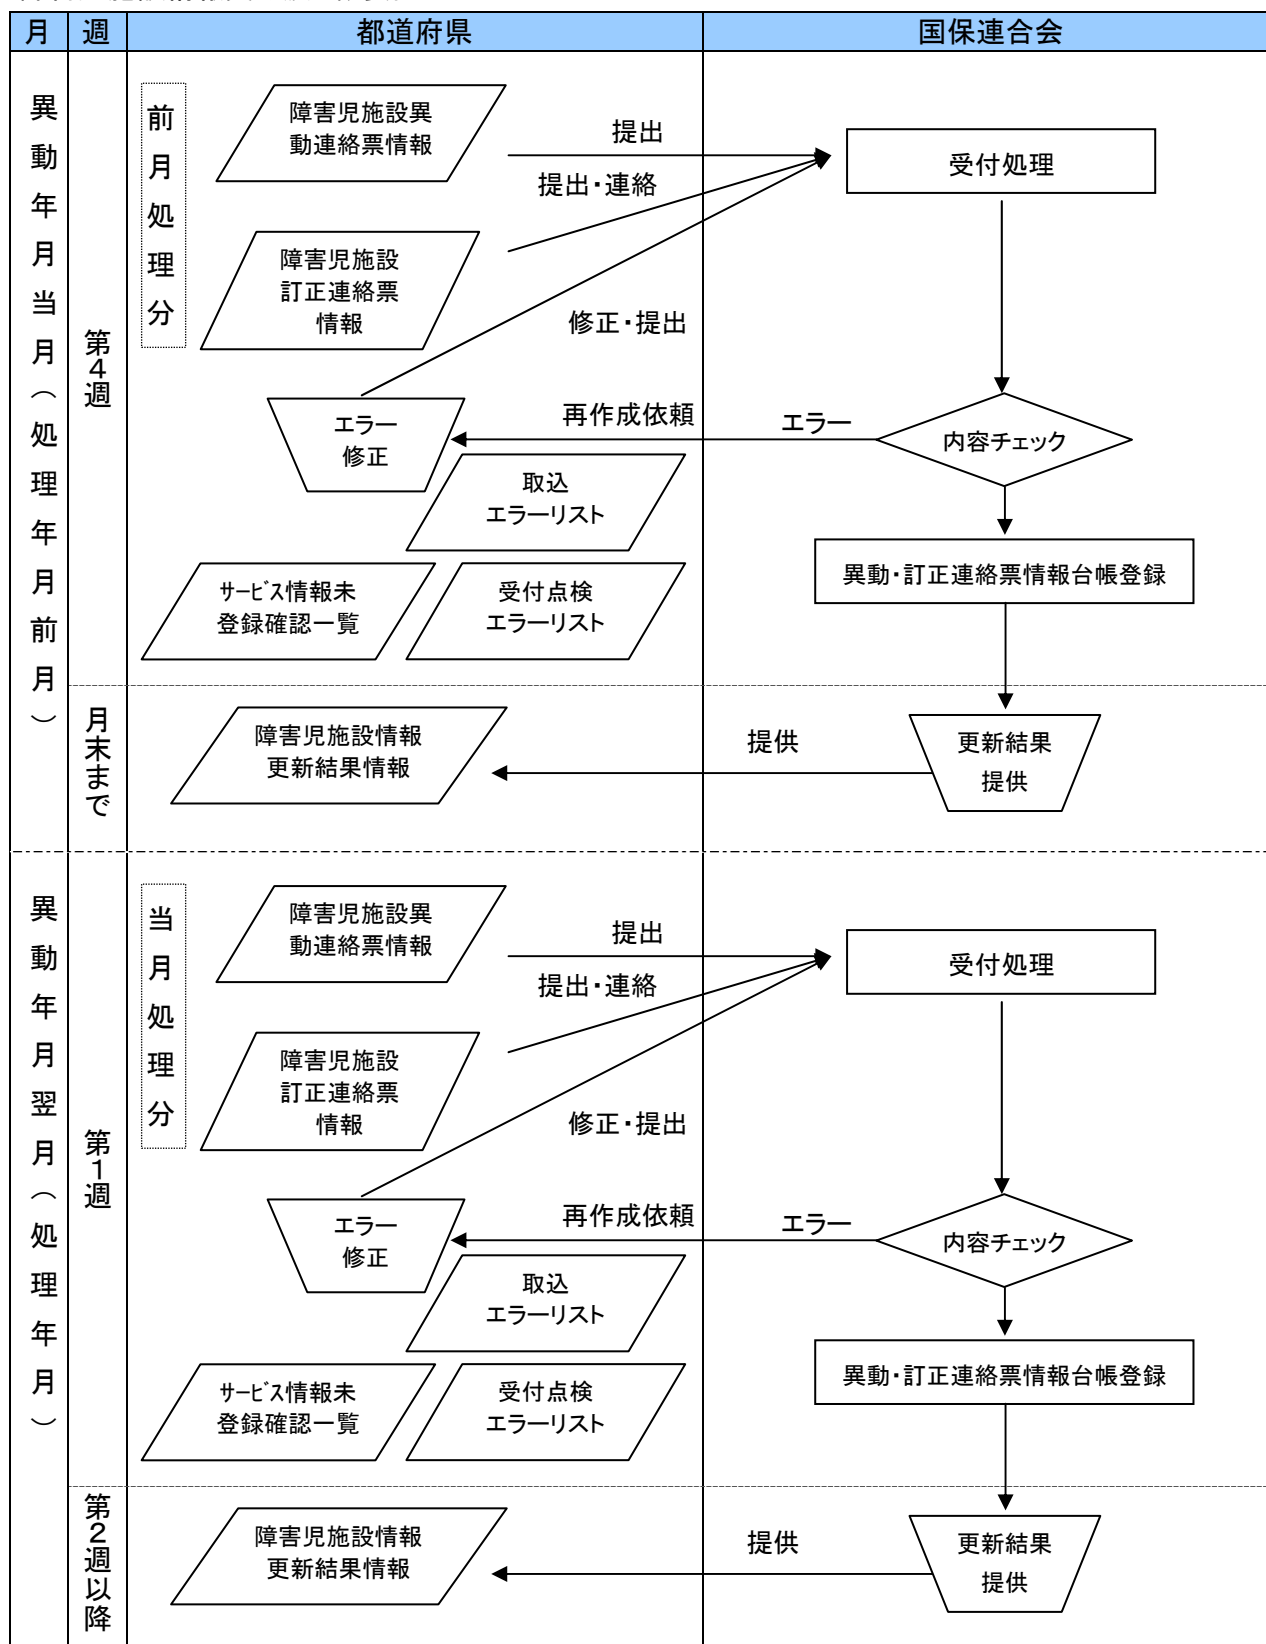 月
週
都道府県
国保連合会
異動年月当月（処理年月前月）
第4週
前月処理分
障害児施設異
動連絡票情報
提出
受付処理
提出・連絡
障害児施設
訂正連絡票
情報
修正・提出
エラー
修正
再作成依頼
エラー
内容チェック
取込
エラーリスト
サービス情報未
登録確認一覧
受付点検
エラーリスト
異動・訂正連絡票情報台帳登録
月末まで
障害児施設情報
更新結果情報
提供
更新結果
提供
異動年月翌月（処理年月）
第1週
当月処理分
障害児施設異
動連絡票情報
提出
受付処理
提出・連絡
障害児施設
訂正連絡票
情報
修正・提出
エラー
修正
再作成依頼
エラー
内容チェック
取込
エラーリスト
サービス情報未
登録確認一覧
受付点検
エラーリスト
異動・訂正連絡票情報台帳登録
第2週以降
障害児施設情報
更新結果情報
提供
更新結果
提供